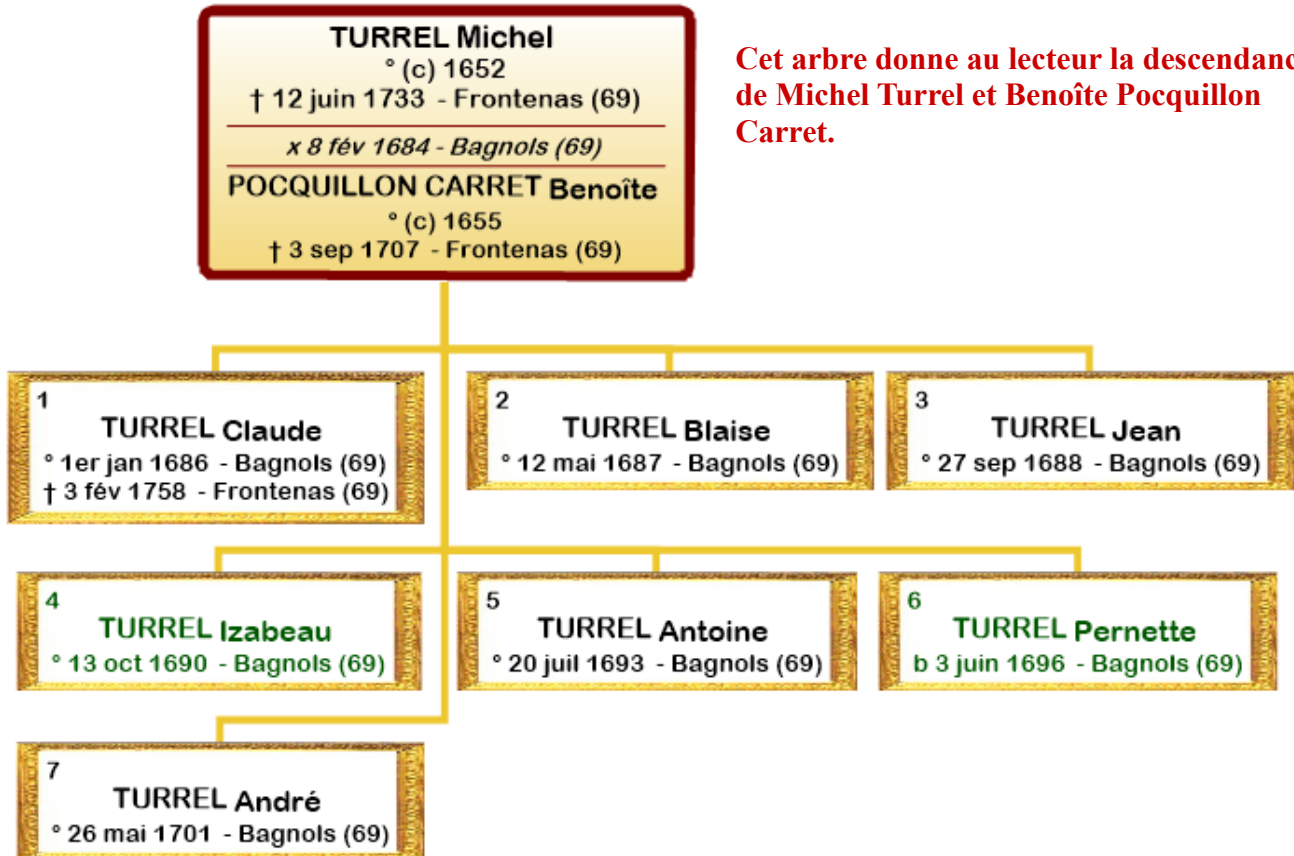 TURREL Michel
° (c) 1652
† 12 juin 1733 - Frontenas (69)
x 8 fév 1684 - Bagnols (69)
POCQUILLON CARRET Benoîte
° (c) 1655
† 3 sep 1707 - Frontenas (69)
Cet arbre donne au lecteur la descendanc
de Michel Turrel et Benoîte Pocquillon
Carret.
1
TURREL Claude
° 1er jan 1686 - Bagnols (69)
† 3 fév 1758 - Frontenas (69)
2
TURREL Blaise
° 12 mai 1687 - Bagnols (69)
3
TURREL Jean
° 27 sep 1688 - Bagnols (69)
4
TURREL Izabeau
° 13 oct 1690 - Bagnols (69)
5
TURREL Antoine
° 20 juil 1693 - Bagnols (69)
6
TURREL Pernette
b 3 juin 1696 - Bagnols (69)
7
TURREL André
° 26 mai 1701 - Bagnols (69)